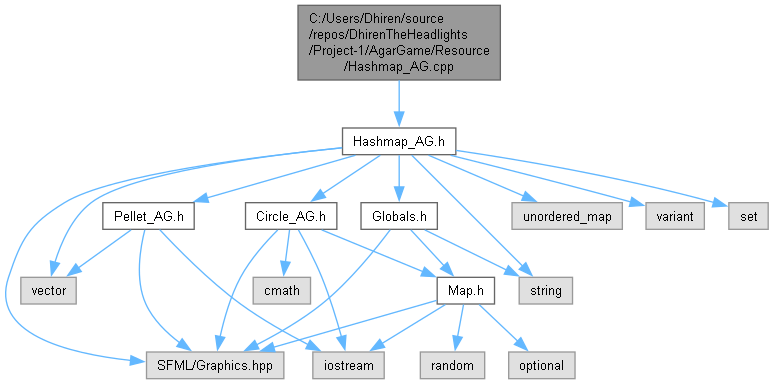 C:/Users/Dhiren/source
/repos/DhirenTheHeadlights
/Project-1/AgarGame/Resource
/Hashmap_AG.cpp
Hashmap_AG.h
Pellet_AG.h
Circle_AG.h
Globals.h
unordered_map
variant
set
vector
cmath
Map.h
string
SFML/Graphics.hpp
iostream
random
optional